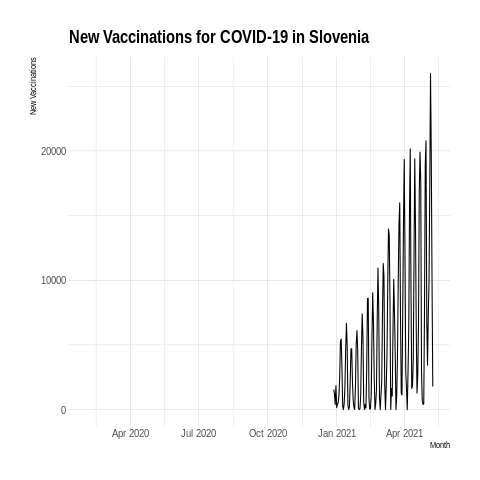 New Vaccinations for COVID-19 in Slovenia
New Vaccinations
20000
10000
0
Apr 2020 Jul 2020 Oct 2020 Jan 2021 Apr 2021
Month